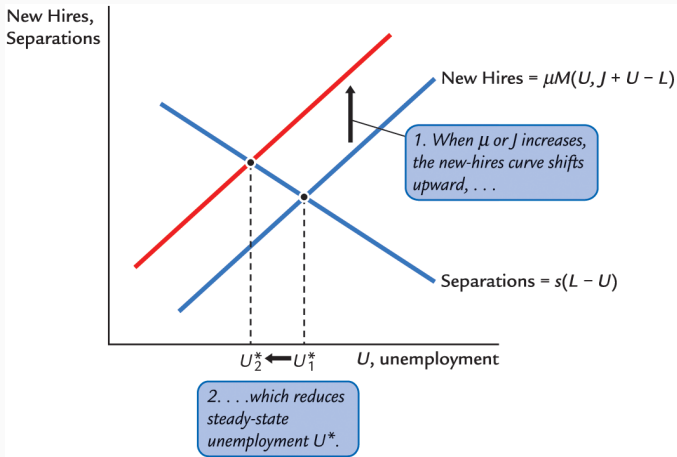 New Hires,
Separations
New Hires = μM(U, J + U − L)
1. When μ or J increases,
the new-hires curve shifts
upward, . . .
Separations = s(L − U)
U*2 U*1 U, unemployment
2. . . .which reduces
steady-state
unemployment U*.